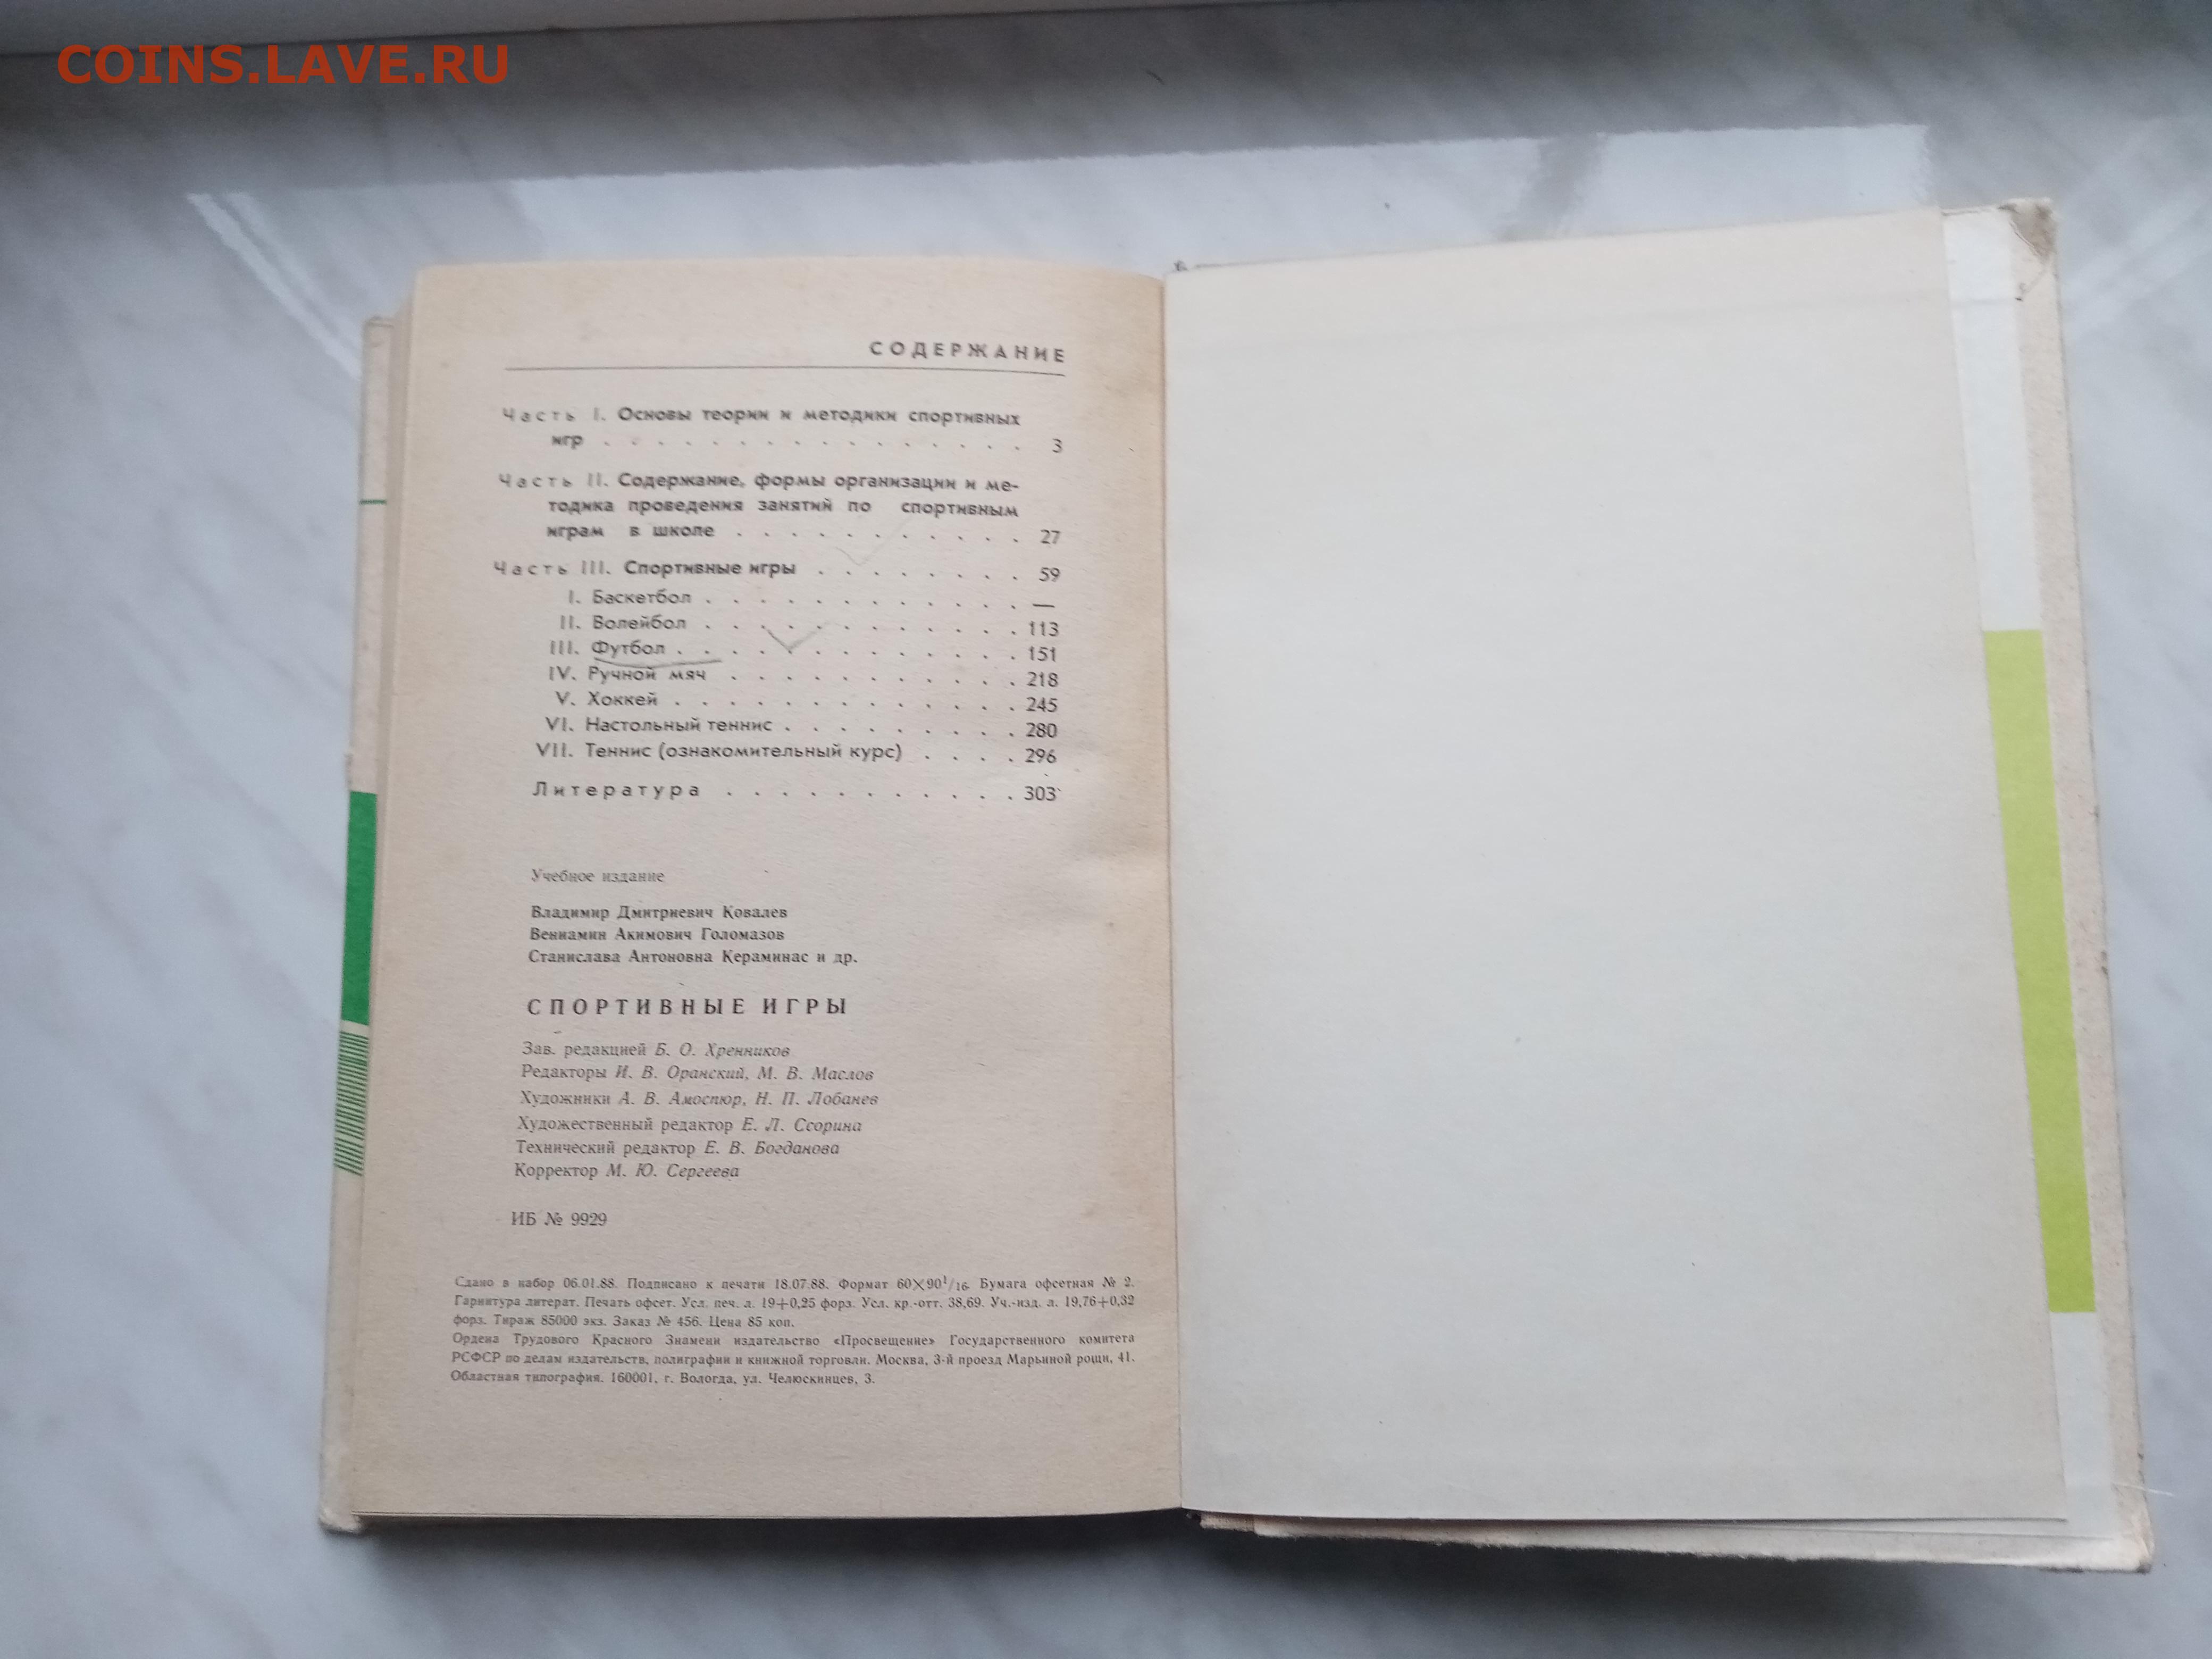 COINS.LAVE.RU
СОДЕРЖАНИЕ
Часть I. Основы теории и методики спортивных
игр . . . . . . . . . . . . . . . . 3
Часть II. Содержание, формы организации и ме-
тодика проведения занятий по спортивным
играм в школе . . . . . . . . . . . 27
Часть III. Спортивные игры . . . . . . . . 59
I. Баскетбол . . . . . . . . . . . . —
II. Волейбол . . . . . . . . . . . . 113
III. Футбол . . . . . . . . . . . . . 151
IV. Ручной мяч . . . . . . . . . . . 218
V. Хоккей . . . . . . . . . . . . . 245
VI. Настольный теннис . . . . . . . . . 280
VII. Теннис (ознакомительный курс) . . . . 296
Литература . . . . . . . . . . . 303
Учебное издание
Владимир Дмитриевич Ковалев
Вениамин Акимович Голомазов
Станислава Антоновна Кераминас и др.
СПОРТИВНЫЕ ИГРЫ
Зав. редакцией Б. О. Хренников
Редакторы И. В. Оранский, М. В. Маслов
Художники А. В. Амоспюр, Н. П. Лобанев
Художественный редактор Е. Л. Ссорина
Технический редактор Е. В. Богданова
Корректор М. Ю. Сергеева
ИБ № 9929
Сдано в набор 06.01.88. Подписано к печати 18.07.88. Формат 60×90¹/₁₆. Бумага офсетная № 2.
Гарнитура литерат. Печать офсет. Усл. печ. л. 19+0,25 форз. Усл. кр.-отт. 38,69. Уч.-изд. л. 19,76+0,32
форз. Тираж 85000 экз. Заказ № 456. Цена 85 коп.
Ордена Трудового Красного Знамени издательство «Просвещение» Государственного комитета
РСФСР по делам издательств, полиграфии и книжной торговли. Москва, 3-й проезд Марьиной рощи, 41.
Областная типография. 160001, г. Вологда, ул. Челюскинцев, 3.